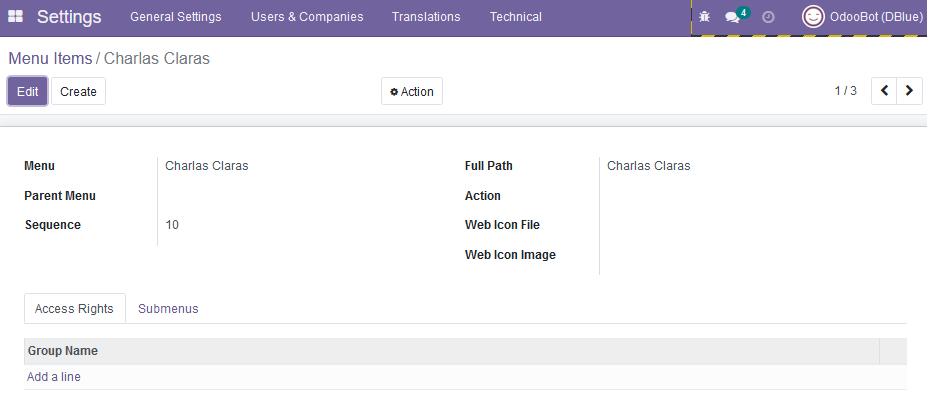 Settings General Settings Users & Companies Translations Technical 4 OdooBot (DBlue)
Menu Items / Charlas Claras
Edit Create Action 1 / 3
Menu Charlas Claras Full Path Charlas Claras
Parent Menu Action
Sequence 10 Web Icon File
Web Icon Image
Access Rights Submenus
Group Name
Add a line